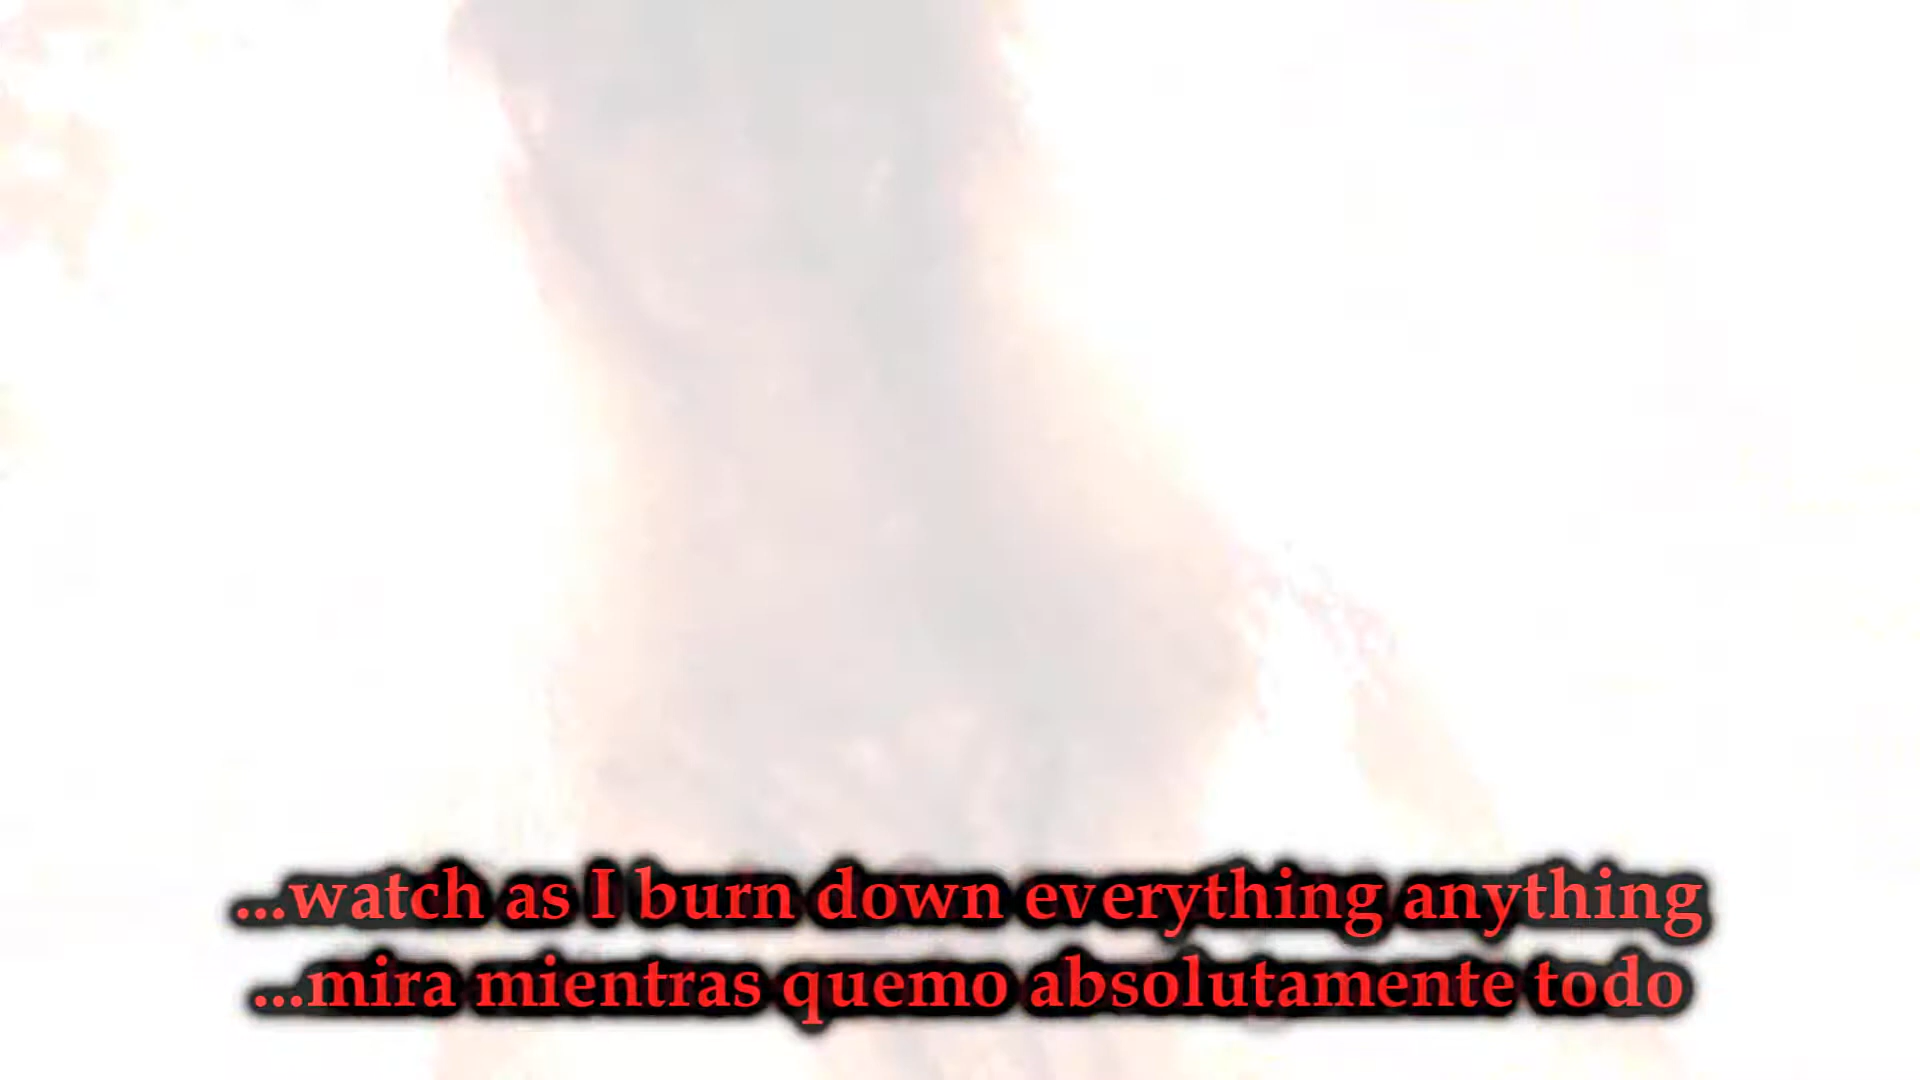 ...watch as I burn down everything anything
...mira mientras quemo absolutamente todo